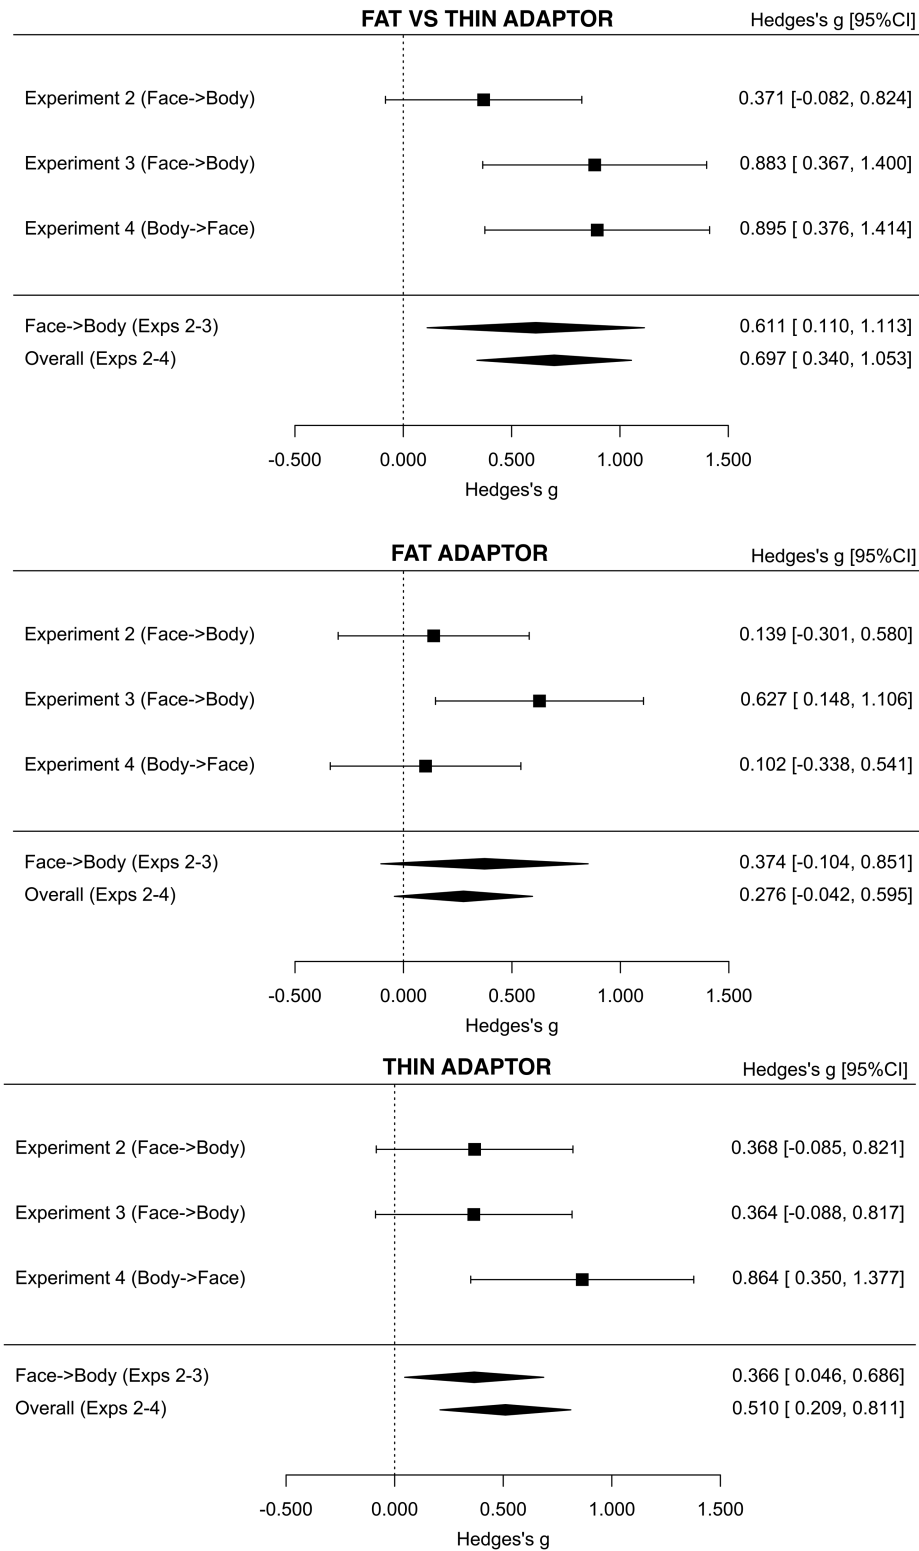 FAT VS THIN ADAPTOR Hedges's g [95%CI]
Experiment 2 (Face->Body) 0.371 [-0.082, 0.824]
Experiment 3 (Face->Body) 0.883 [ 0.367, 1.400]
Experiment 4 (Body->Face) 0.895 [ 0.376, 1.414]
Face->Body (Exps 2-3) 0.611 [ 0.110, 1.113]
Overall (Exps 2-4) 0.697 [ 0.340, 1.053]
-0.500 0.000 0.500 1.000 1.500
Hedges's g
FAT ADAPTOR Hedges's g [95%CI]
Experiment 2 (Face->Body) 0.139 [-0.301, 0.580]
Experiment 3 (Face->Body) 0.627 [ 0.148, 1.106]
Experiment 4 (Body->Face) 0.102 [-0.338, 0.541]
Face->Body (Exps 2-3) 0.374 [-0.104, 0.851]
Overall (Exps 2-4) 0.276 [-0.042, 0.595]
-0.500 0.000 0.500 1.000 1.500
Hedges's g
THIN ADAPTOR Hedges's g [95%CI]
Experiment 2 (Face->Body) 0.368 [-0.085, 0.821]
Experiment 3 (Face->Body) 0.364 [-0.088, 0.817]
Experiment 4 (Body->Face) 0.864 [ 0.350, 1.377]
Face->Body (Exps 2-3) 0.366 [ 0.046, 0.686]
Overall (Exps 2-4) 0.510 [ 0.209, 0.811]
-0.500 0.000 0.500 1.000 1.500
Hedges's g